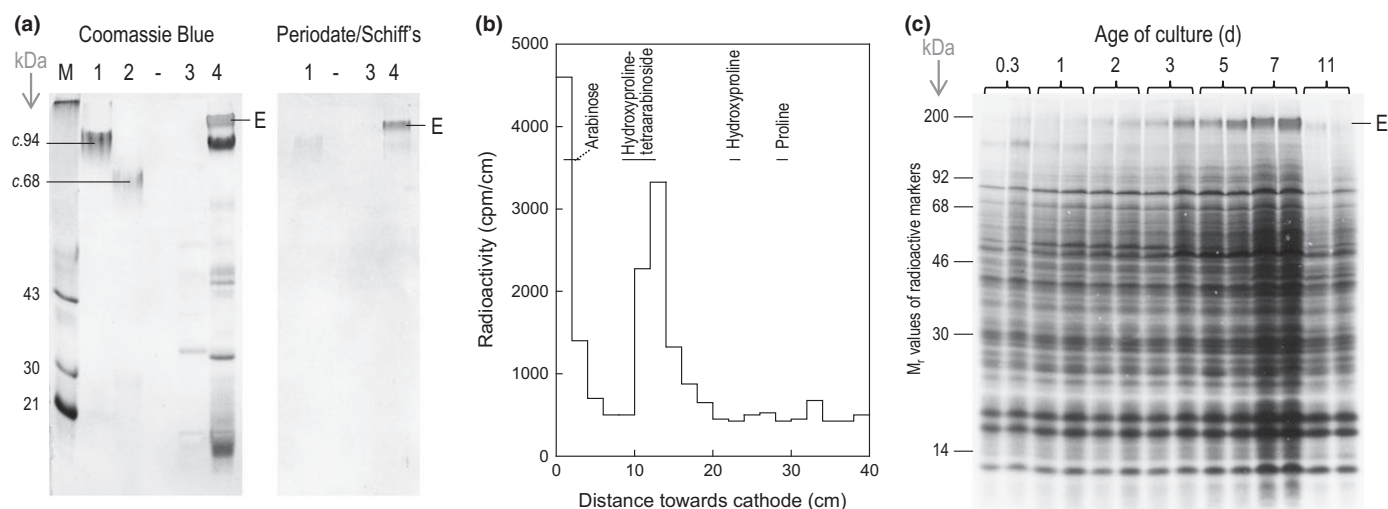 (a)
Coomassie Blue
Periodate/Schiff's
kDa
M 1 2 - 3 4
1 - 3 4
E
E
c.94
c.68
43
30
21
(b)
5000
4000
3000
2000
1000
0
Radioactivity (cpm/cm)
Arabinose
Hydroxyproline-
tetraarabinoside
Hydroxyproline
Proline
0 10 20 30 40
Distance towards cathode (cm)
(c)
Age of culture (d)
kDa
0.3 1 2 3 5 7 11
200
E
92
68
46
30
14
Mr values of radioactive markers